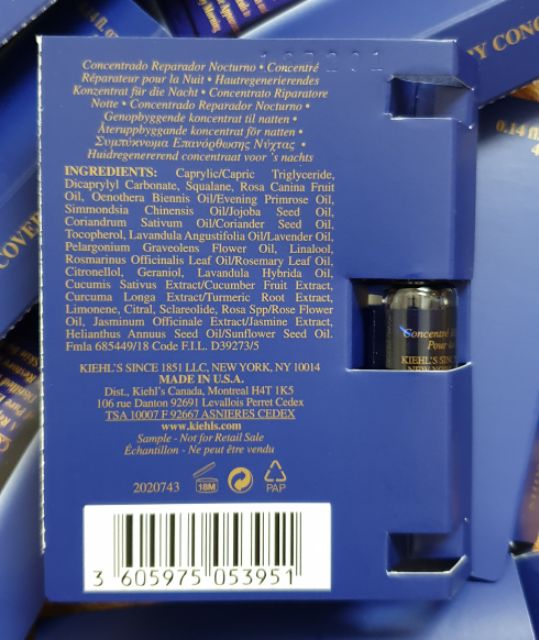 Concentrado Reparador Nocturno • Concentré
Réparateur pour la Nuit • Hautregenerierendes
Konzentrat für die Nacht • Concentrato Riparatore
Notte • Concentrado Reparador Nocturno •
Genopbyggende koncentrat til natten •
Återuppbyggande koncentrat för natten •
Συμπύκνωμα Επανόρθωσης Νύχτας •
Huidregenererend concentraat voor 's nachts
INGREDIENTS: Caprylic/Capric Triglyceride,
Dicaprylyl Carbonate, Squalane, Rosa Canina Fruit
Oil, Oenothera Biennis Oil/Evening Primrose Oil,
Simmondsia Chinensis Oil/Jojoba Seed Oil,
Coriandrum Sativum Oil/Coriander Seed Oil,
Tocopherol, Lavandula Angustifolia Oil/Lavender Oil,
Pelargonium Graveolens Flower Oil, Linalool,
Rosmarinus Officinalis Leaf Oil/Rosemary Leaf Oil,
Citronellol, Geraniol, Lavandula Hybrida Oil,
Cucumis Sativus Extract/Cucumber Fruit Extract,
Curcuma Longa Extract/Turmeric Root Extract,
Limonene, Citral, Sclareolide, Rosa Spp/Rose Flower
Oil, Jasminum Officinale Extract/Jasmine Extract,
Helianthus Annuus Seed Oil/Sunflower Seed Oil.
Fmla 685449/18 Code F.I.L. D39273/5
KIEHL'S SINCE 1851 LLC, NEW YORK, NY 10014
MADE IN U.S.A.
Dist., Kiehl's Canada, Montreal H4T 1K5
106 rue Danton 92691 Levallois Perret Cedex
TSA 10007 F 92667 ASNIERES CEDEX
www.kiehls.com
Sample - Not for Retail Sale
Échantillon - Ne peut être vendu
2020743
18M
PAP
3 605975 053951
Concentré
Pour la
KIEHL'S SINCE
NEW YORK
0.14 fl